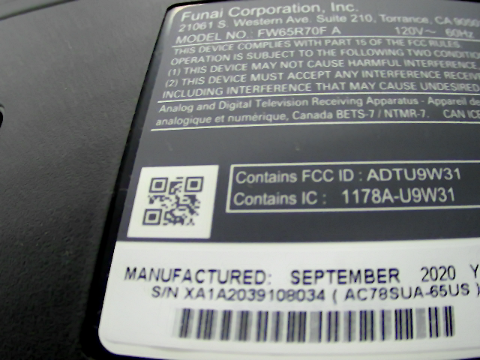 Funai Corporation, Inc.
21061 S. Western Ave. Suite 210, Torrance, CA
MODEL NO.: FW65R70F A 120V~ 60Hz
THIS DEVICE COMPLIES WITH PART 15 OF THE FCC RULES.
OPERATION IS SUBJECT TO THE FOLLOWING TWO CONDITIONS
(1) THIS DEVICE MAY NOT CAUSE HARMFUL INTERFERENCE
(2) THIS DEVICE MUST ACCEPT ANY INTERFERENCE RECEIVE
INCLUDING INTERFERENCE THAT MAY CAUSE UNDESIRED
Analog and Digital Television Receiving Apparatus - Appareil de
analogique et numérique, Canada BETS-7 / NTMR-7. CAN ICE
Contains FCC ID : ADTU9W31
Contains IC : 1178A-U9W31
MANUFACTURED: SEPTEMBER 2020 Y
S/N XA1A2039108034 ( AC78SUA-65US )